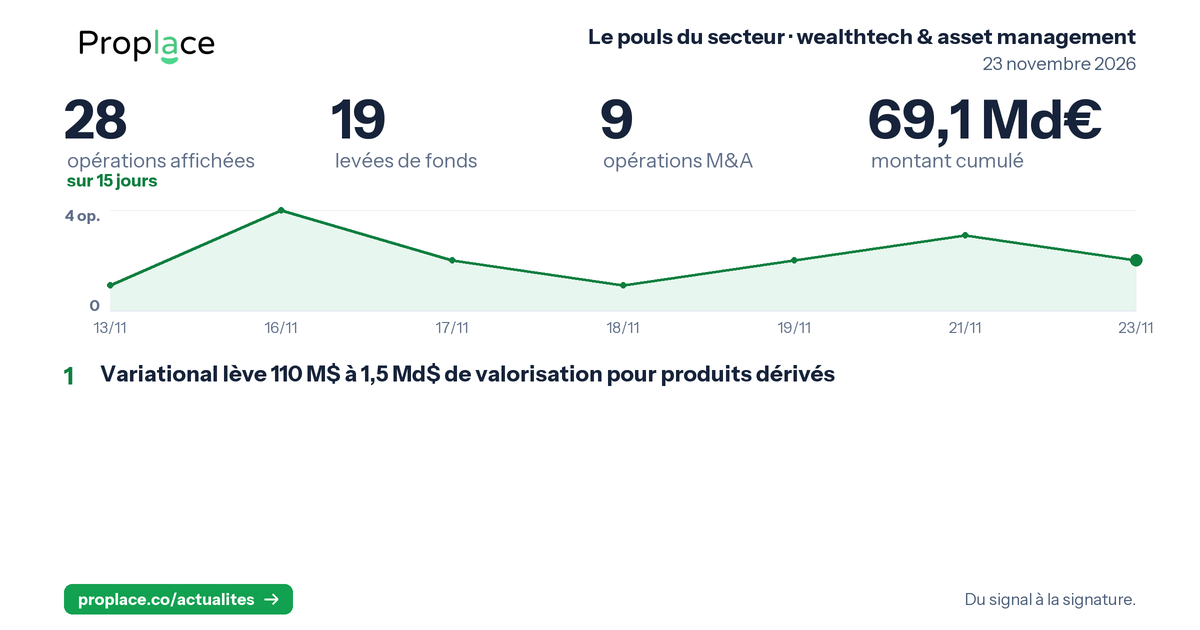 Proplace
Le pouls du secteur · wealthtech & asset management
23 novembre 2026
28
opérations affichées
sur 15 jours
19
levées de fonds
9
opérations M&A
69,1 Md€
montant cumulé
4 op.
0
13/11
16/11
17/11
18/11
19/11
21/11
23/11
1 Variational lève 110 M$ à 1,5 Md$ de valorisation pour produits dérivés
proplace.co/actualites →
Du signal à la signature.